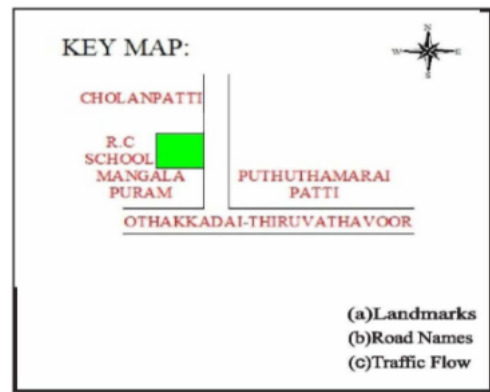 KEY MAP:
N
W E
S
CHOLANPATTI
R.C
SCHOOL
MANGALA
PURAM
PUTHUTHAMARAI
PATTI
OTHAKKADAI-THIRUVATHAVOOR
(a)Landmarks
(b)Road Names
(c)Traffic Flow